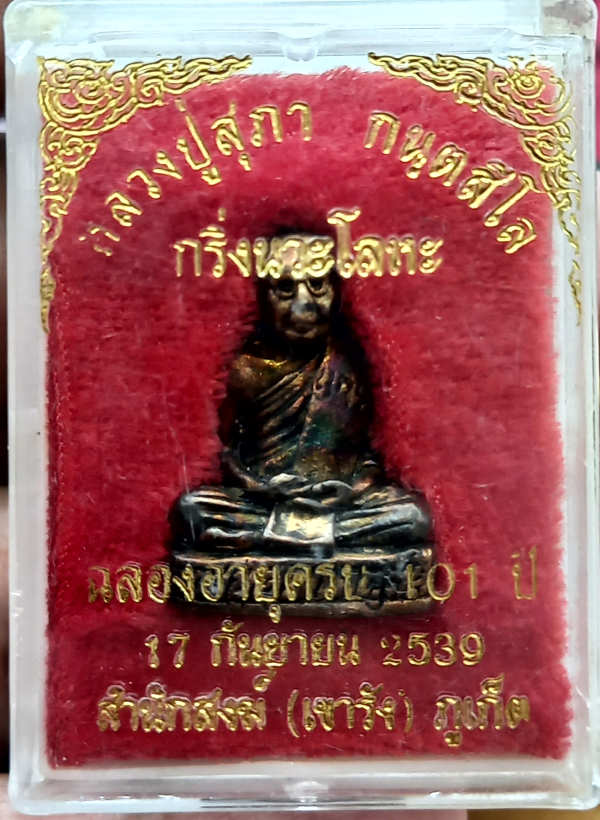 หลวงปู่สุภา กนฺตสีโล
กริ่งนวะโลหะ
ฉลองอายุครบ 101 ปี
17 กันยายน 2539
สำนักสงฆ์ (เขารัง) ภูเก็ต